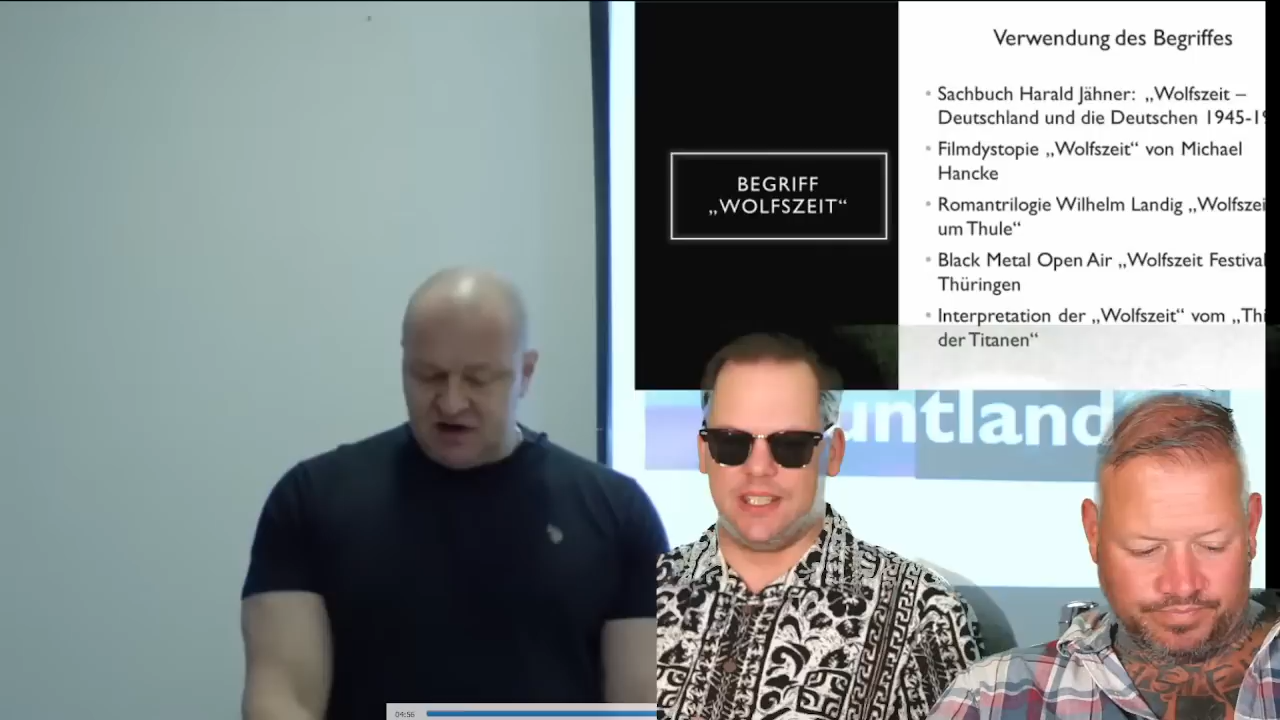 Verwendung des Begriffes
• Sachbuch Harald Jähner: „Wolfszeit –
Deutschland und die Deutschen 1945-19
• Filmdystopie „Wolfszeit“ von Michael
Hancke
• Romantrilogie Wilhelm Landig „Wolfszei
um Thule“
• Black Metal Open Air „Wolfszeit Festival
Thüringen
• Interpretation der „Wolfszeit“ vom „Thi
der Titanen“
BEGRIFF
„WOLFSZEIT“
untland
04:56